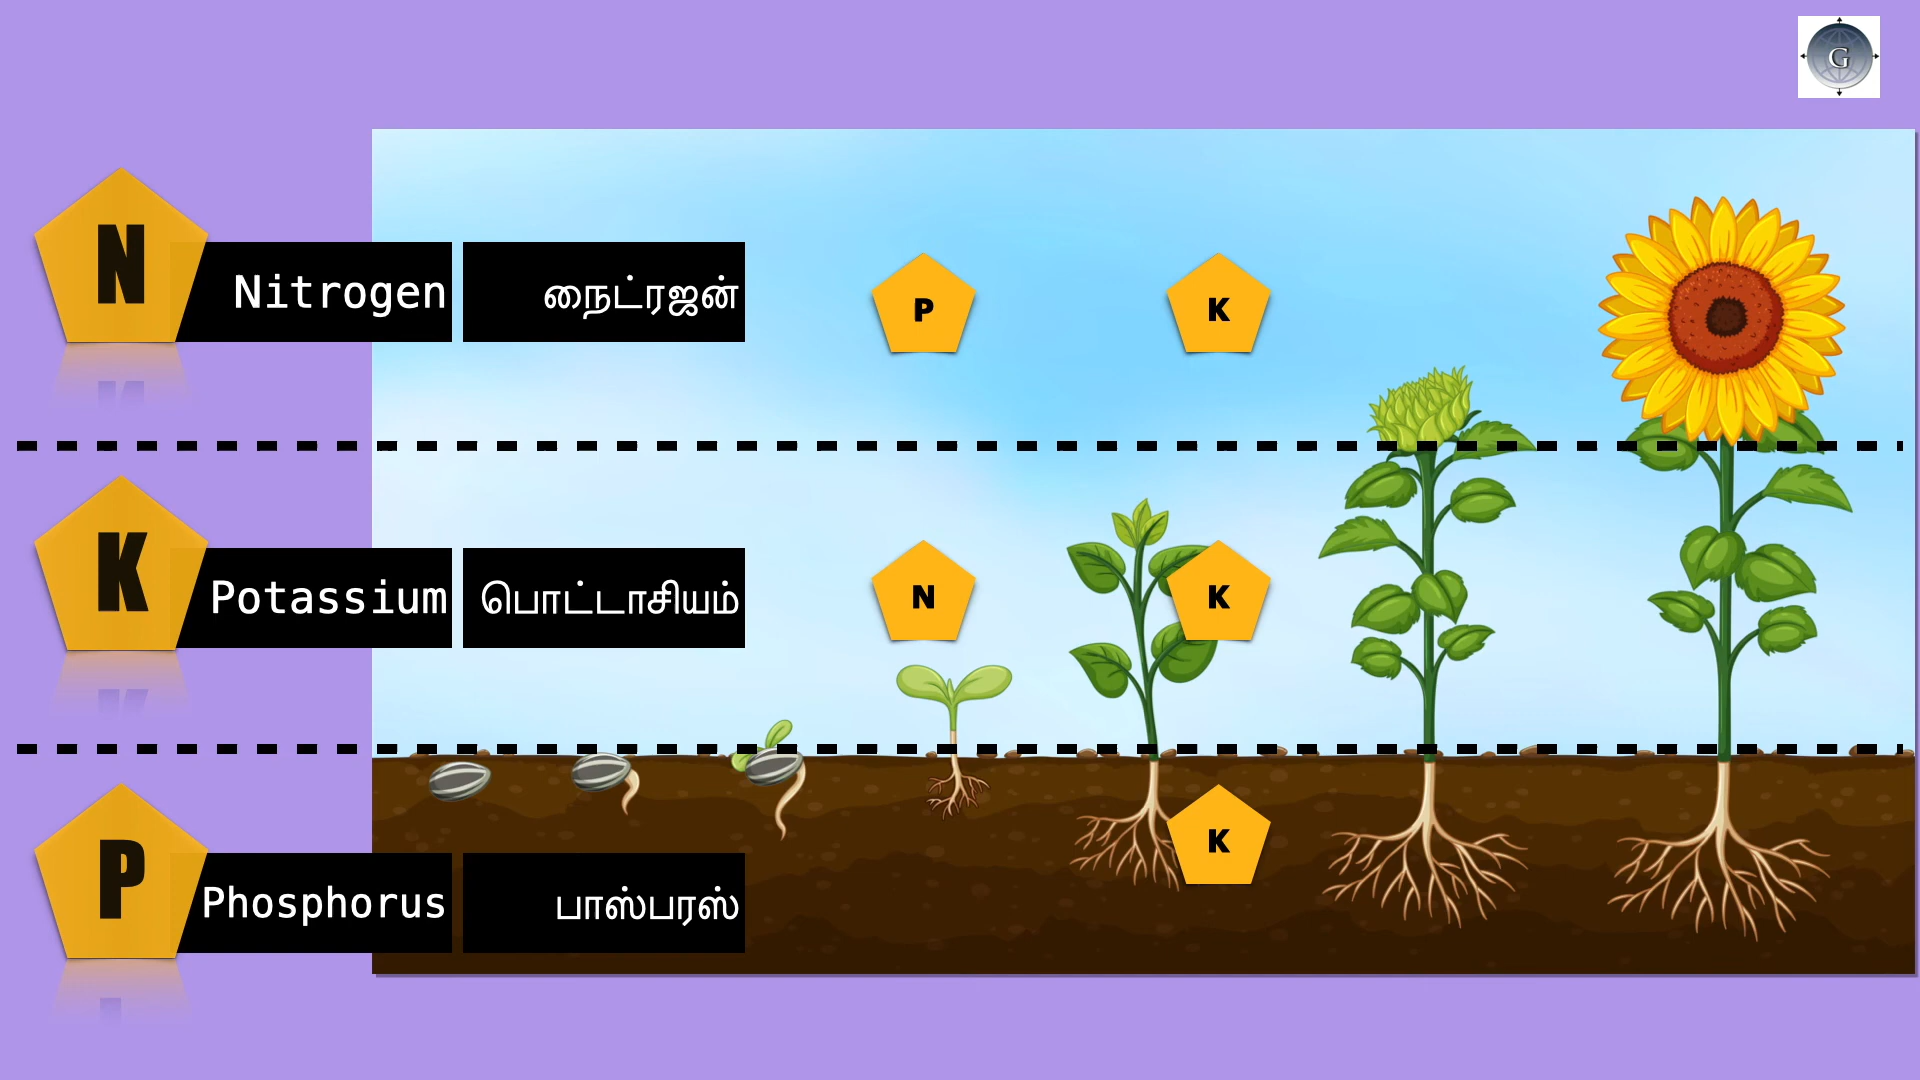 G
N
Nitrogen
நைட்ரஜன்
P
K
K
Potassium
பொட்டாசியம்
N
K
P
Phosphorus
பாஸ்பரஸ்
K